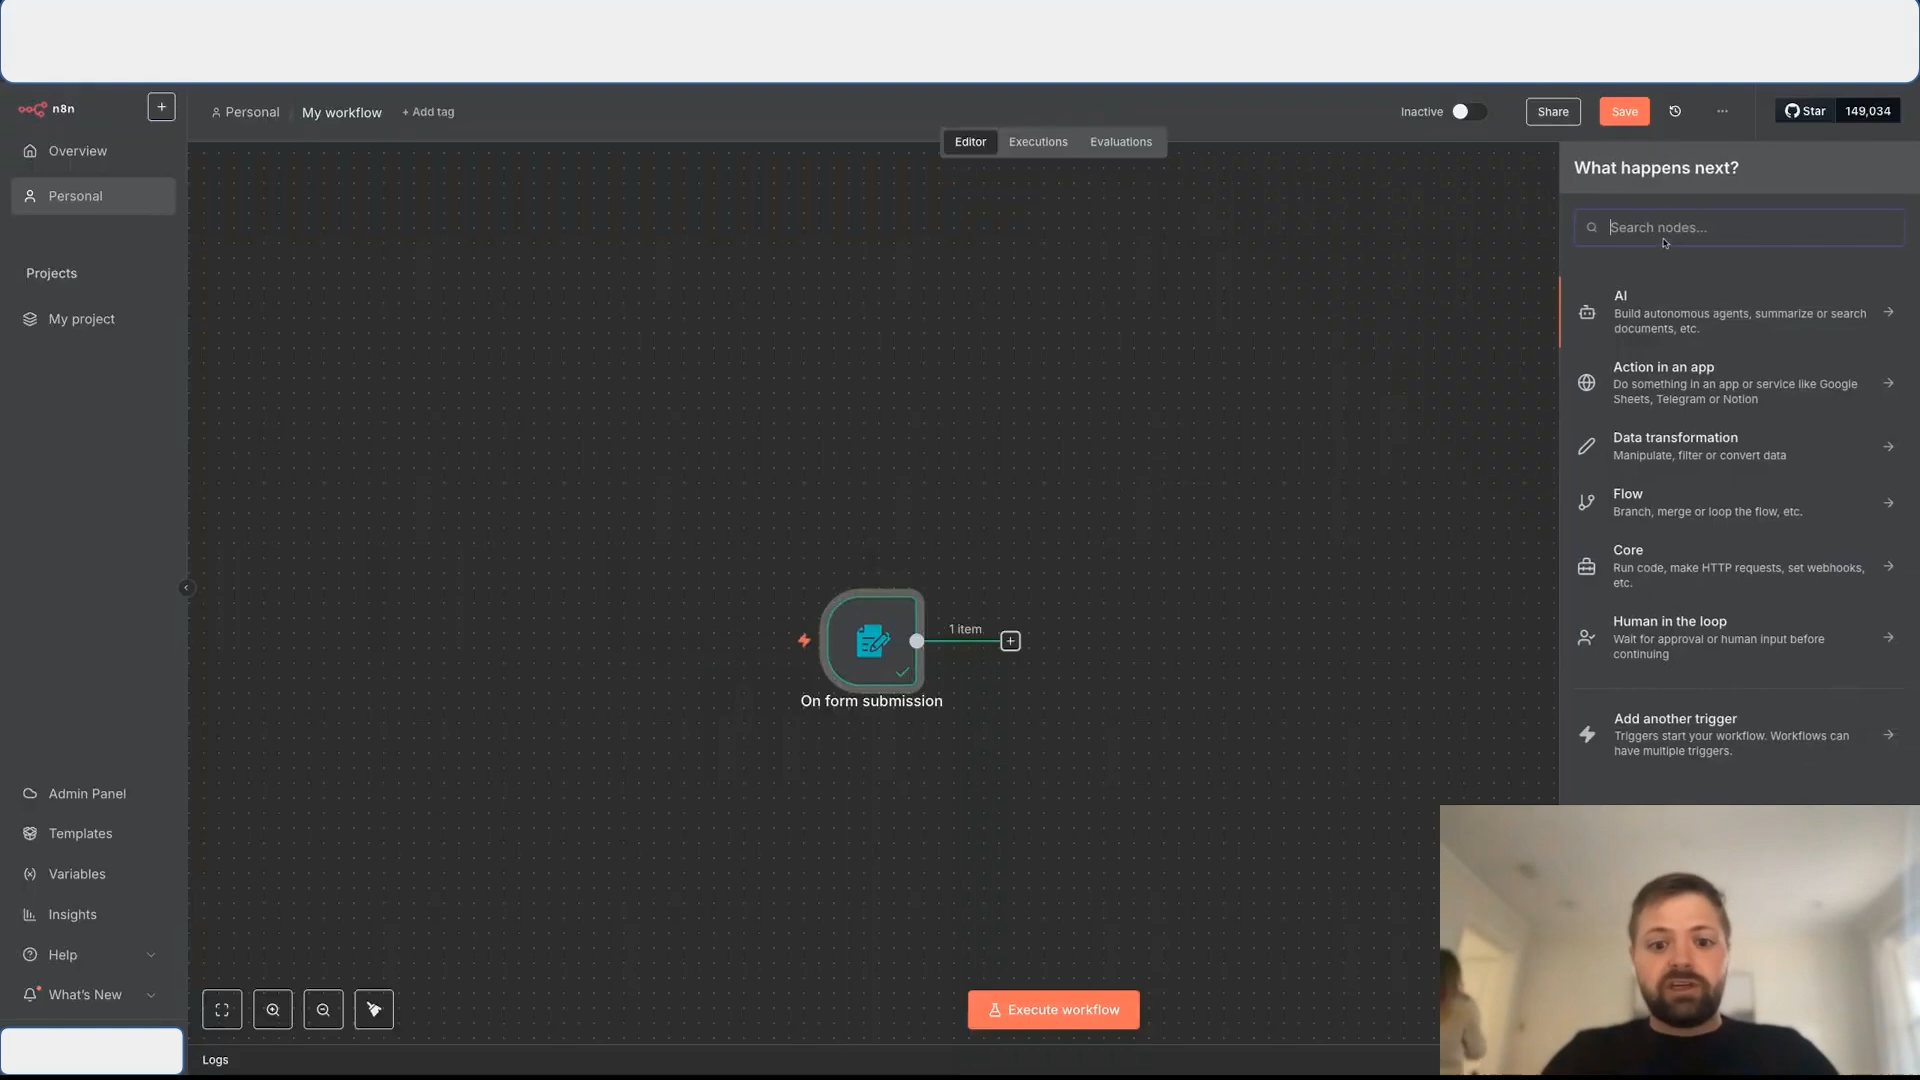 n8n
Personal
My workflow
+ Add tag
Inactive
Share
Save
Star
149,034
Editor
Executions
Evaluations
Overview
Personal
Projects
My project
Admin Panel
Templates
Variables
Insights
Help
What's New
1 item
On form submission
Execute workflow
Logs
What happens next?
Search nodes...
AI
Build autonomous agents, summarize or search
documents, etc.
Action in an app
Do something in an app or service like Google
Sheets, Telegram or Notion
Data transformation
Manipulate, filter or convert data
Flow
Branch, merge or loop the flow, etc.
Core
Run code, make HTTP requests, set webhooks,
etc.
Human in the loop
Wait for approval or human input before
continuing
Add another trigger
Triggers start your workflow. Workflows can
have multiple triggers.